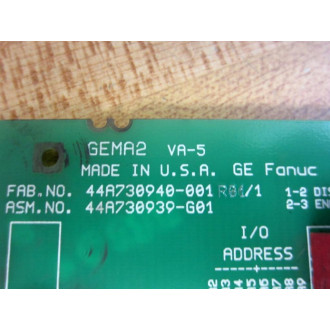 GEMA2 VA-5
MADE IN U.S.A. GE Fanuc
FAB.NO. 44A730940-001 R01/1 1-2 DI
ASM.NO. 44A730939-G01 2-3 EN
I/O
ADDRESS